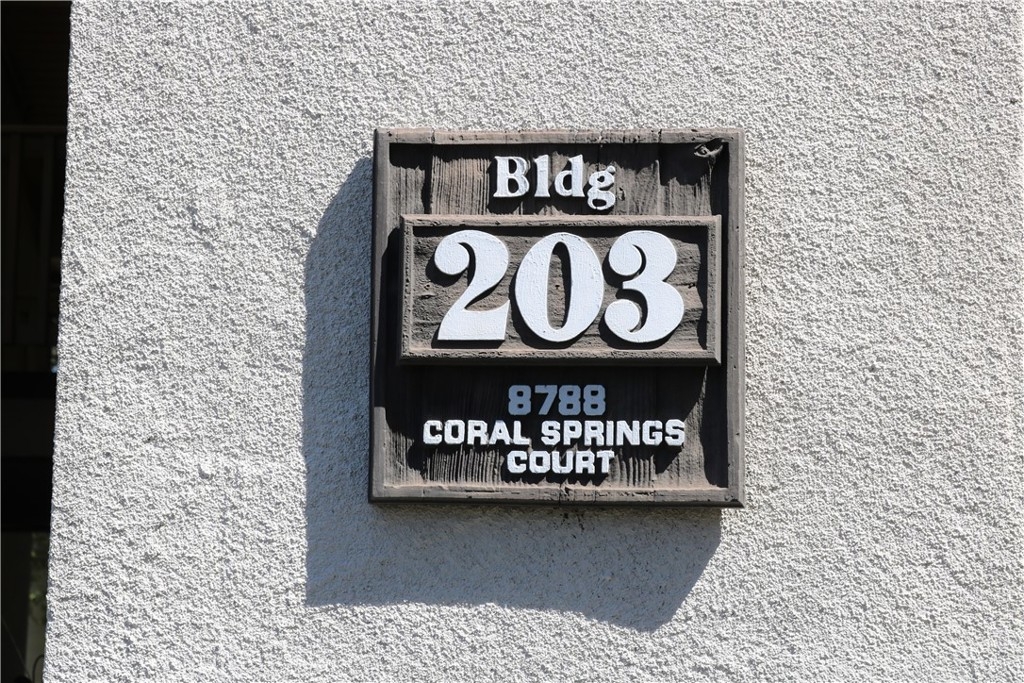 Bldg
203
8788
CORAL SPRINGS
COURT